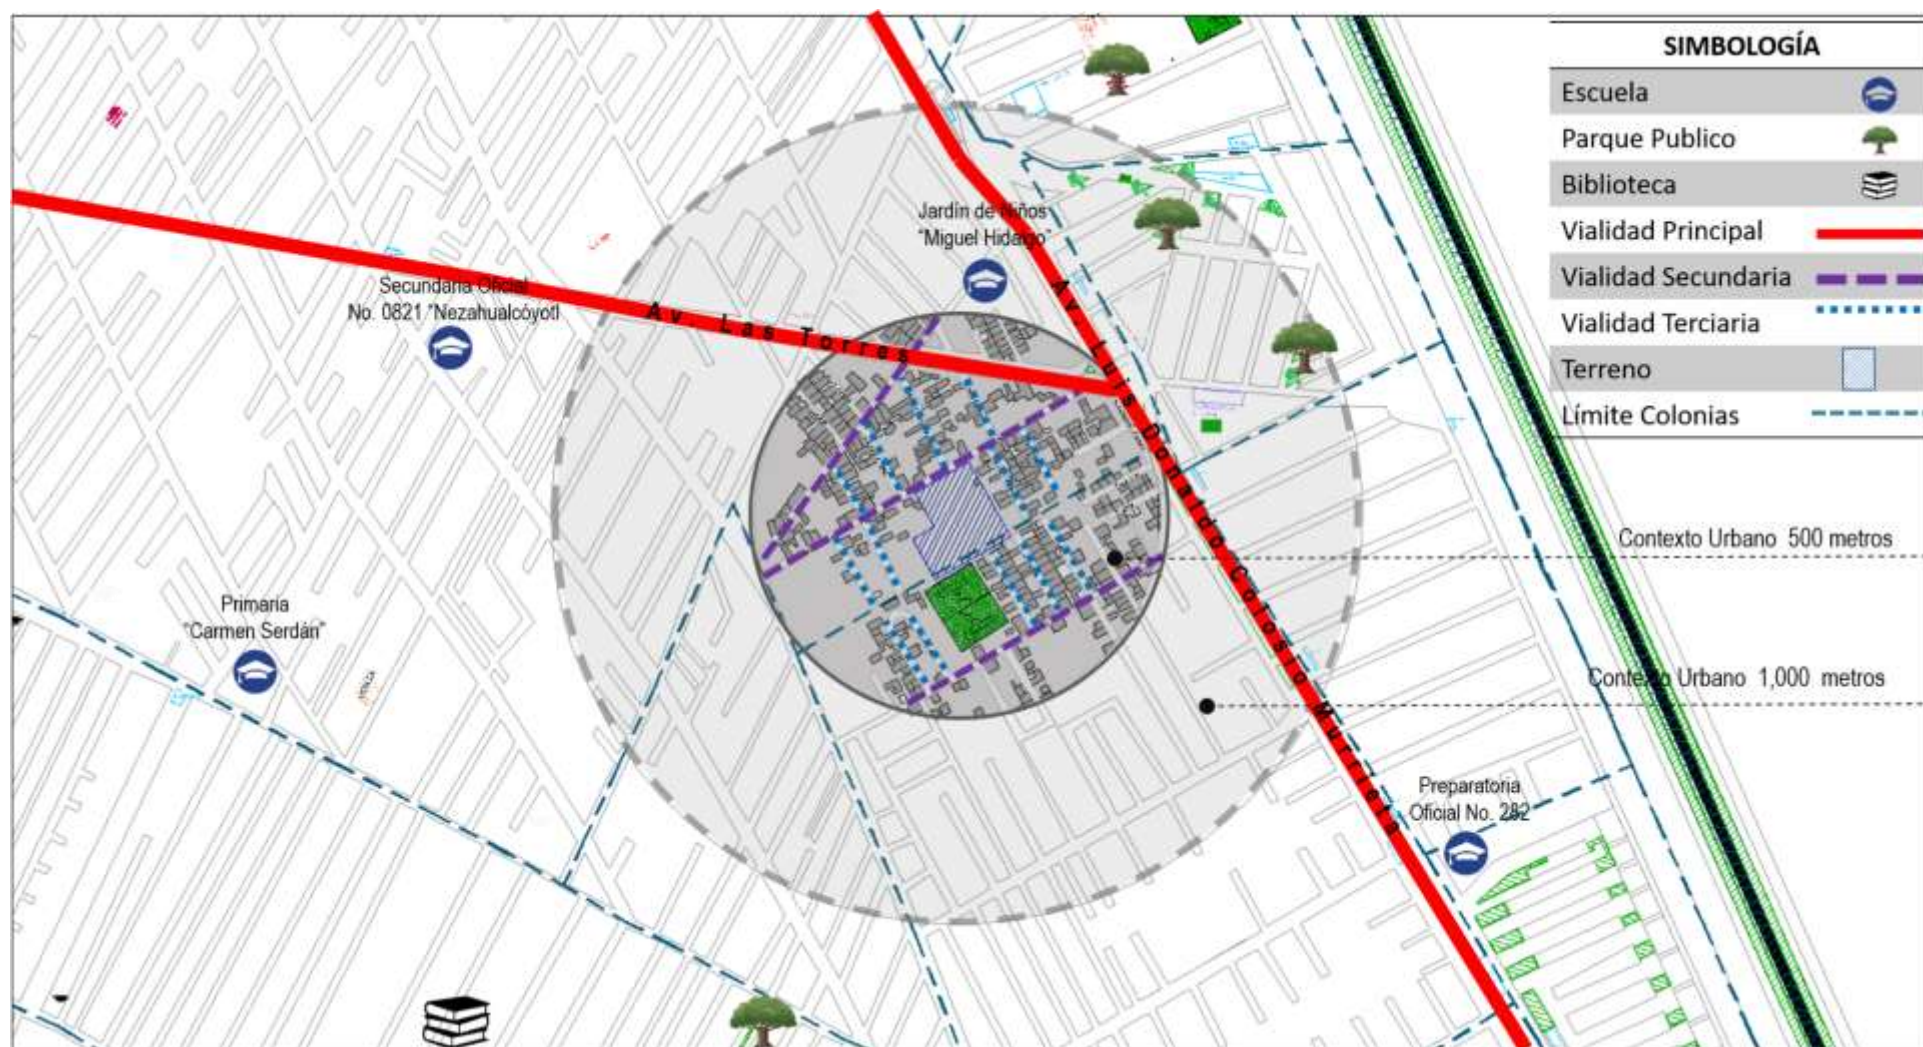 SIMBOLOGÍA
Escuela
Parque Publico
Biblioteca
Vialidad Principal
Vialidad Secundaria
Vialidad Terciaria
Terreno
Límite Colonias
Jardín de Niños
"Miguel Hidalgo"
Secundaria Oficial
No. 0821 "Nezahualcóyotl
Av. Las Torres
Av. Luis Donaldo Colosio Murrieta
Contexto Urbano 500 metros
Primaria
"Carmen Serdán"
Contexto Urbano 1,000 metros
Preparatoria
Oficial No. 282